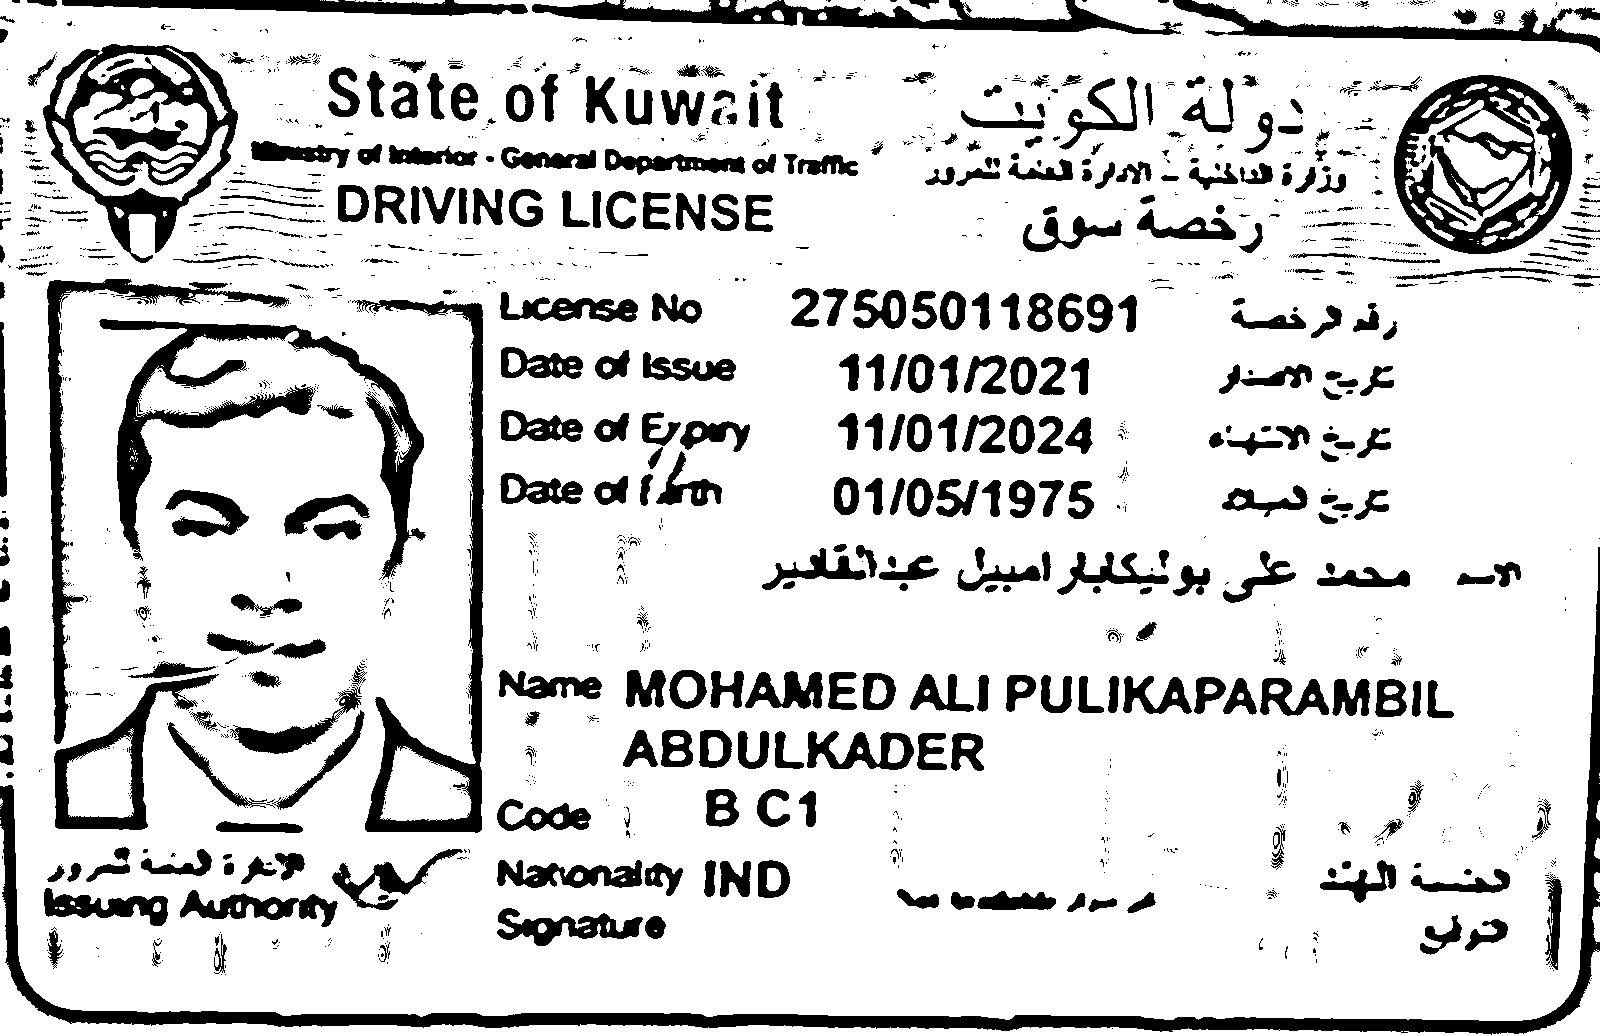 State of Kuwait
دولة الكويت
Ministry of Interior - General Department of Traffic
وزارة الداخلية - الادارة العامة للمرور
DRIVING LICENSE
رخصة سوق
License No 275050118691 رقم الرخصة
Date of Issue 11/01/2021 تاريخ الاصدار
Date of Expiry 11/01/2024 تاريخ الانتهاء
Date of Birth 01/05/1975 تاريخ الميلاد
الاسم محمد على بوليكابارامبيل عبدالقادير
Name MOHAMED ALI PULIKAPARAMBIL
ABDULKADER
Code B C1
Nationality IND الجنسية الهند
Signature التوقيع
الادارة العامة للمرور
Issuing Authority